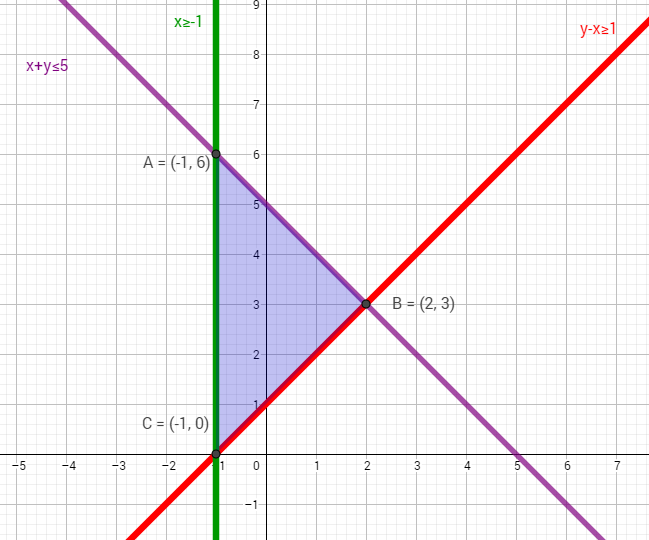 9
x≥-1
y-x≥1
8
x+y≤5
7
6
A = (-1, 6)
5
4
3
B = (2, 3)
2
1
C = (-1, 0)
−5 −4 −3 −2 −1 0 1 2 3 4 5 6 7
−1